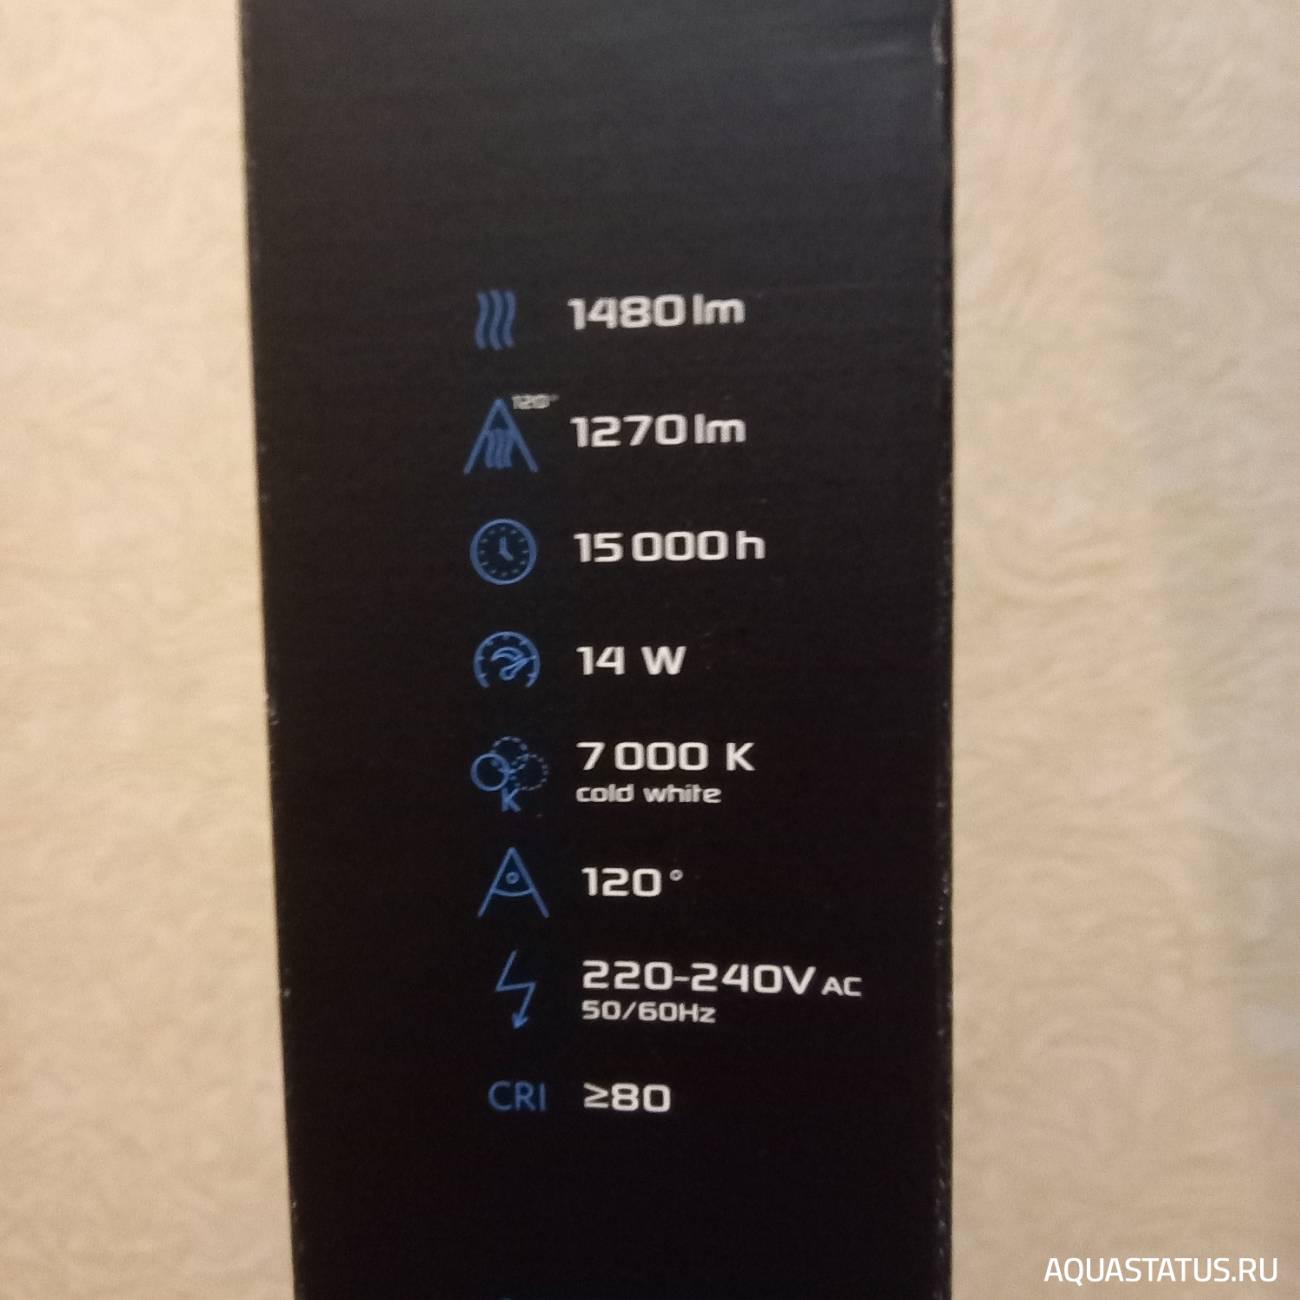 1480 lm
120°
1270 lm
15 000 h
14 W
7 000 K
K
cold white
120°
220-240V AC
50/60Hz
CRI ≥80
AQUASTATUS.RU